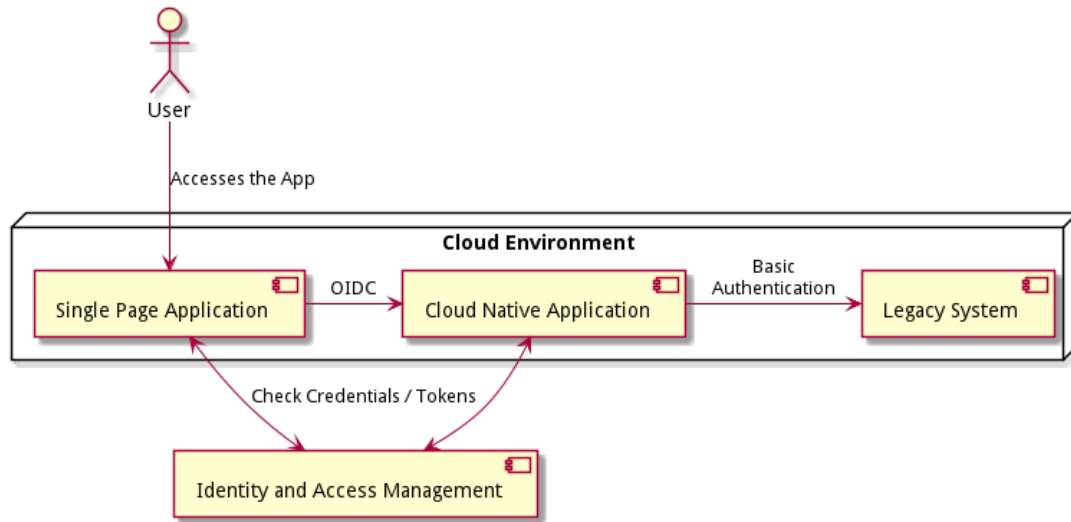 User
Accesses the App
Cloud Environment
Single Page Application
OIDC
Cloud Native Application
Basic
Authentication
Legacy System
Check Credentials / Tokens
Identity and Access Management